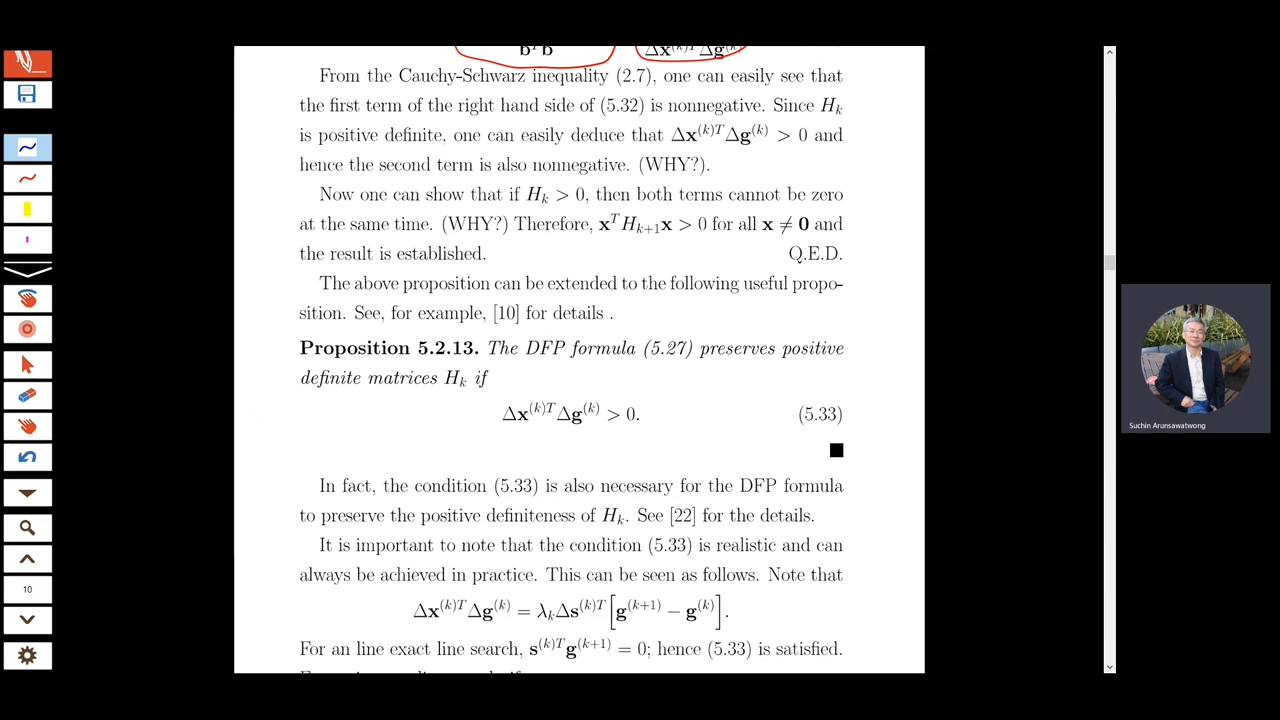 b^T b Δx^{(k)T}Δg^{(k)}
From the Cauchy-Schwarz inequality (2.7), one can easily see that
the first term of the right hand side of (5.32) is nonnegative. Since H_k
is positive definite, one can easily deduce that Δx^{(k)T}Δg^{(k)} > 0 and
hence the second term is also nonnegative. (WHY?).
Now one can show that if H_k > 0, then both terms cannot be zero
at the same time. (WHY?) Therefore, x^T H_{k+1}x > 0 for all x ≠ 0 and
the result is established. Q.E.D.
The above proposition can be extended to the following useful propo-
sition. See, for example, [10] for details .
Proposition 5.2.13. The DFP formula (5.27) preserves positive
definite matrices H_k if
Δx^{(k)T}Δg^{(k)} > 0. (5.33)
In fact, the condition (5.33) is also necessary for the DFP formula
to preserve the positive definiteness of H_k. See [22] for the details.
It is important to note that the condition (5.33) is realistic and can
always be achieved in practice. This can be seen as follows. Note that
Δx^{(k)T}Δg^{(k)} = λ_kΔs^{(k)T}[g^{(k+1)} − g^{(k)}].
For an line exact line search, s^{(k)T}g^{(k+1)} = 0; hence (5.33) is satisfied.
10
Suchin Arunsawatwong